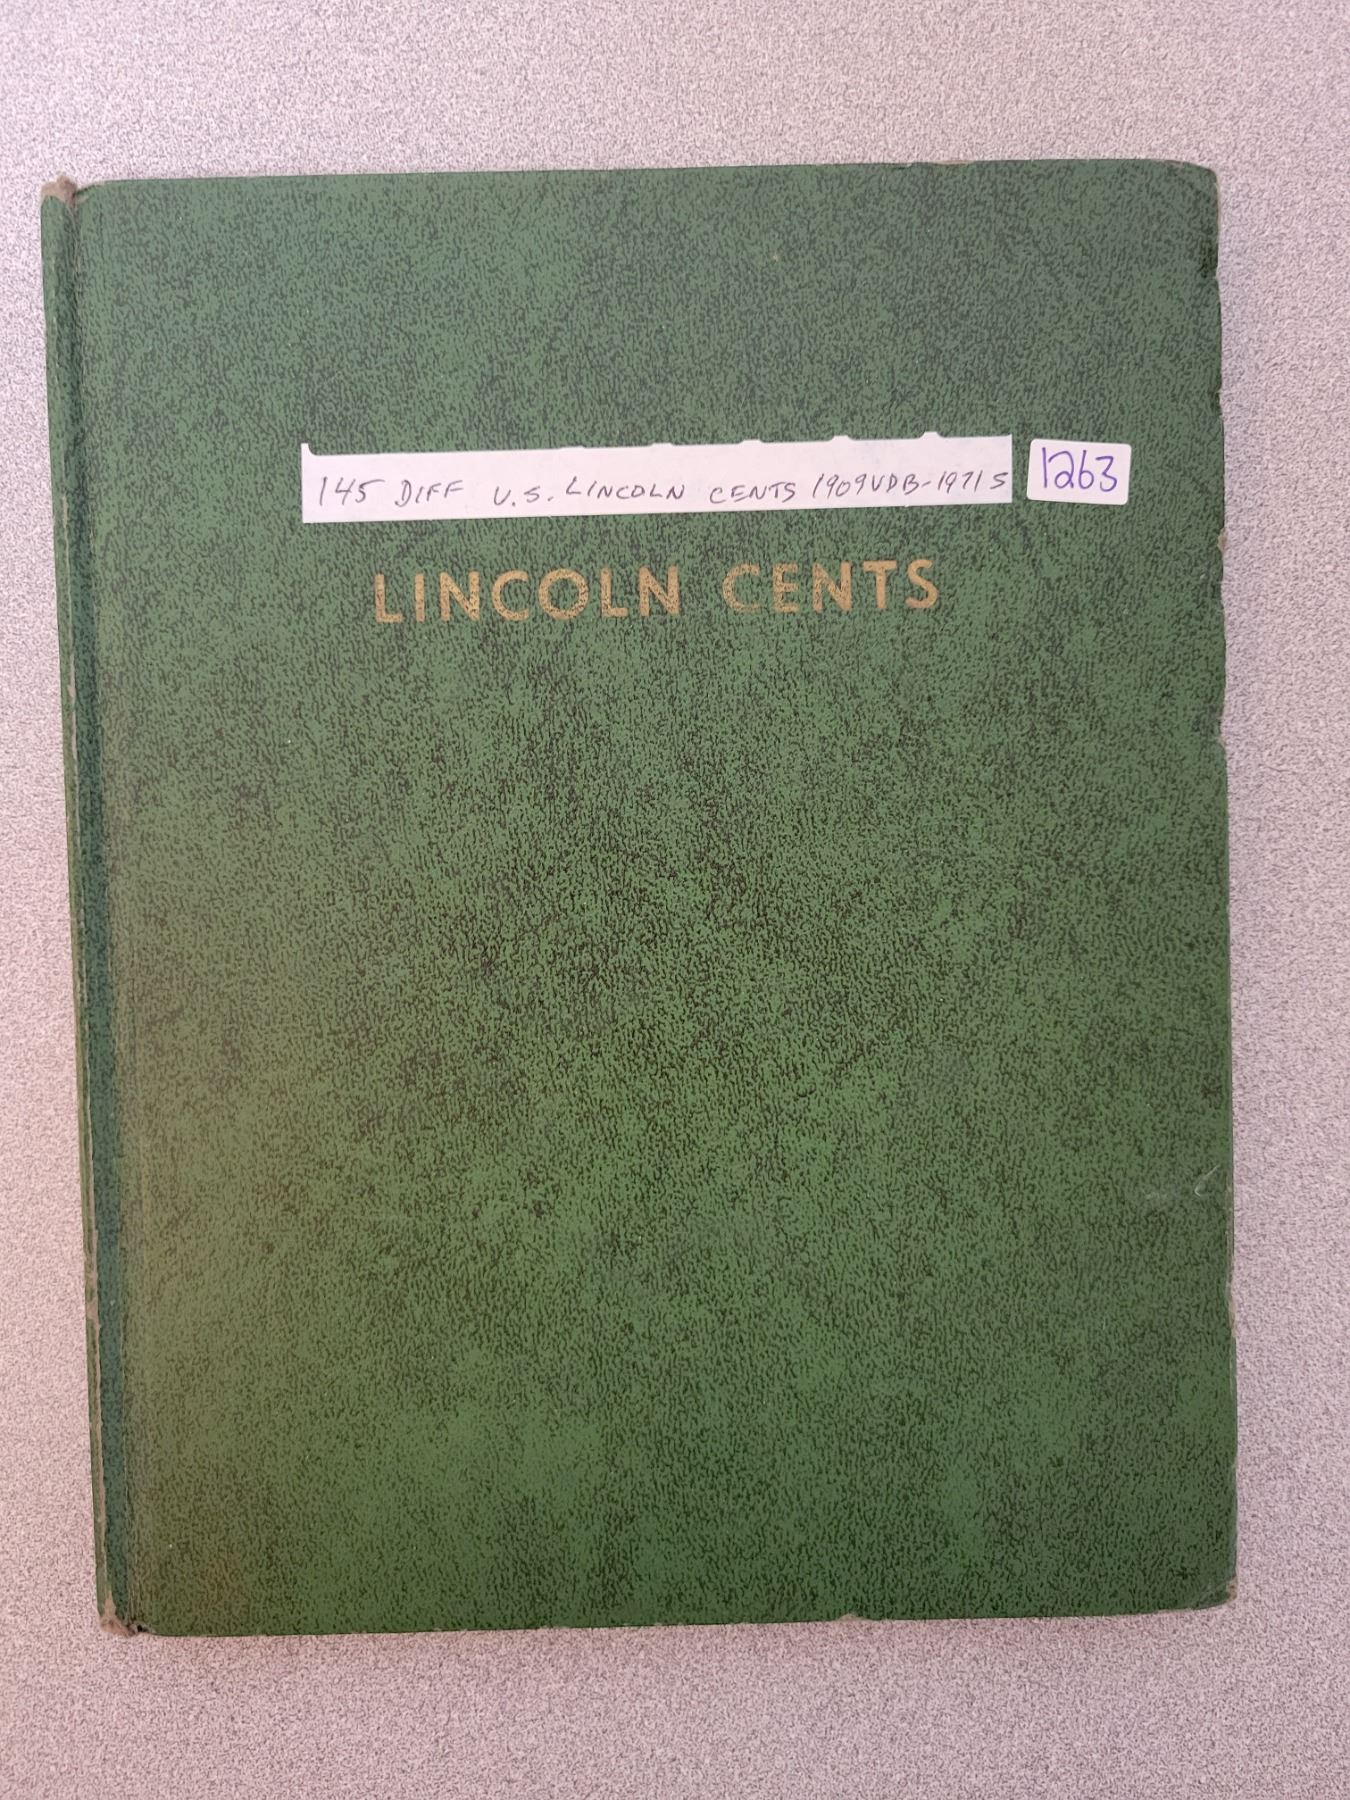 145 DIFF U.S. LINCOLN CENTS 1909VDB-1971S
1263
LINCOLN CENTS